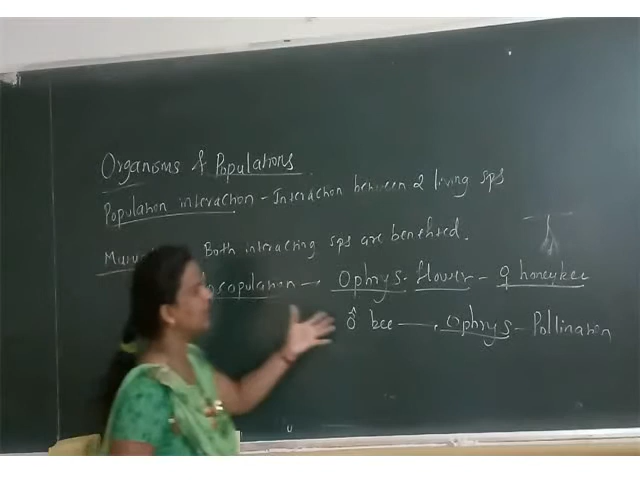 Organisms & Populations.
Population interaction - Interaction between 2 living sps
Both interacting sps are benefited.
Ophrys flower - ♀ honeybee
♂ bee Ophrys - Pollination